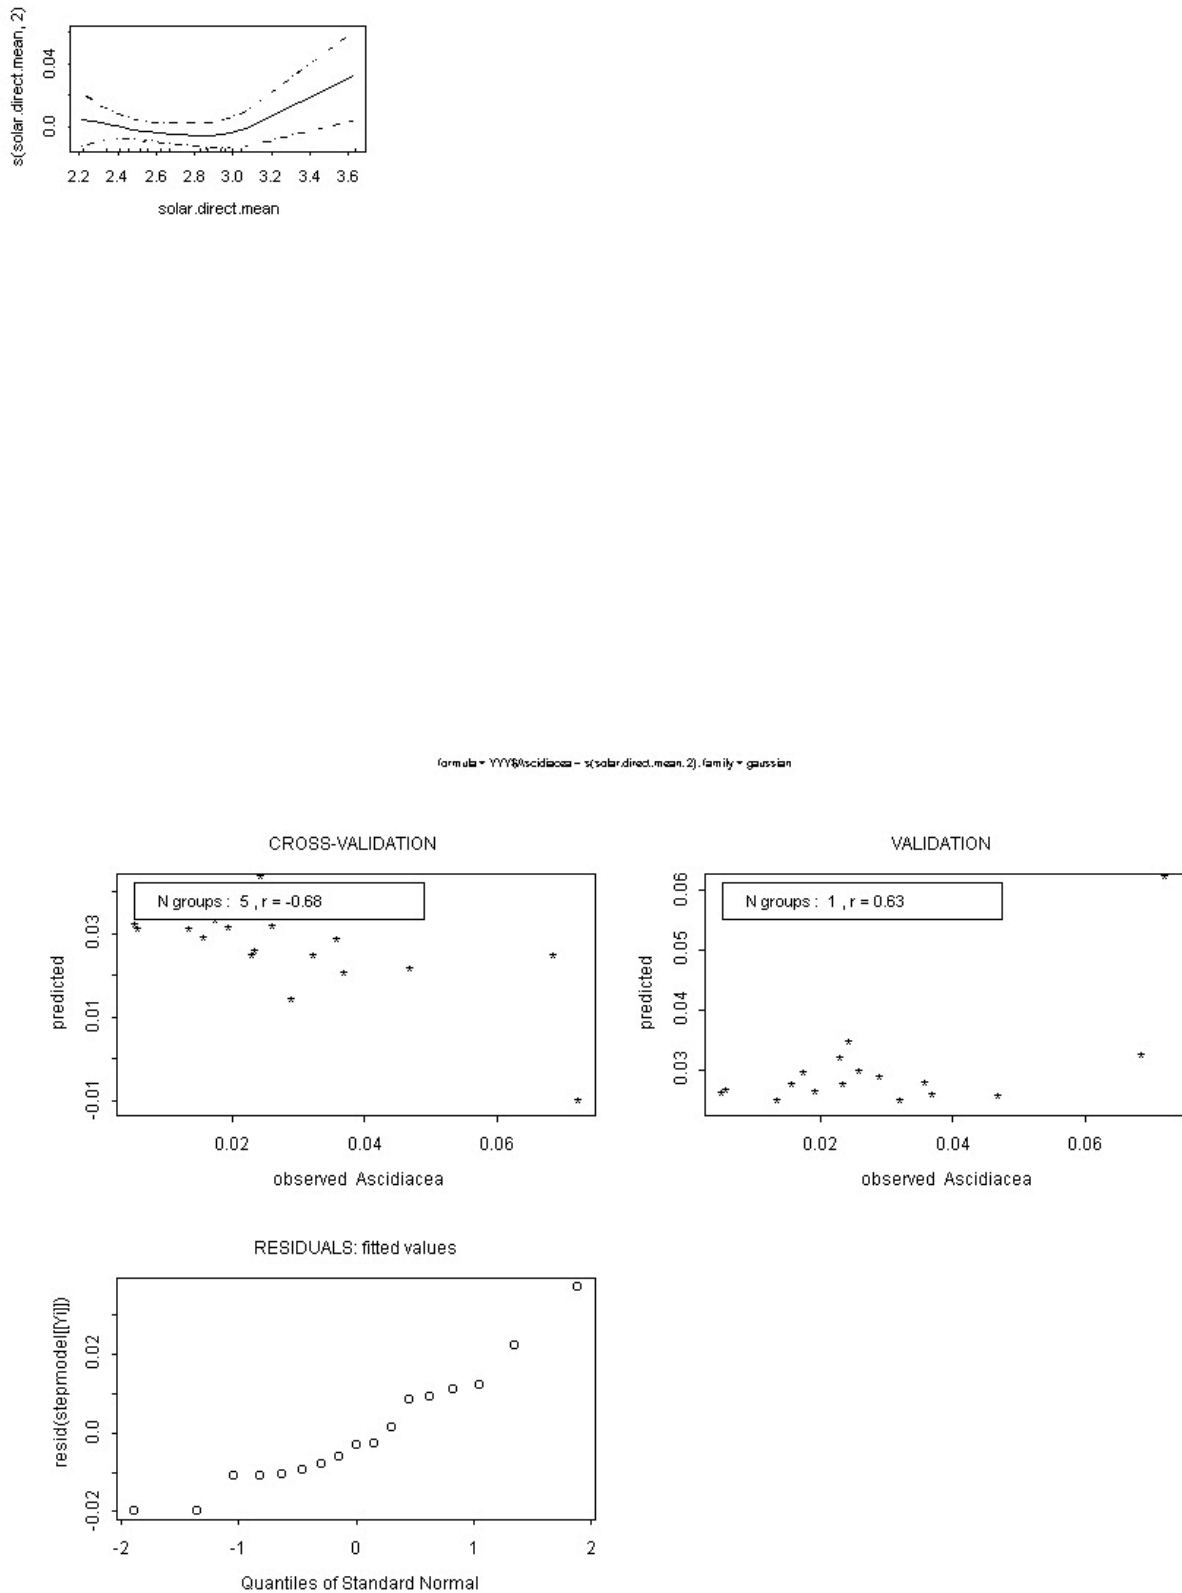 s(solar.direct.mean, 2)
0.04
0.0
2.2 2.4 2.6 2.8 3.0 3.2 3.4 3.6
solar.direct.mean
formula = YYY$Ascidiacea ~ s(solar.direct.mean, 2), family = gaussian
CROSS-VALIDATION
N groups : 5 , r = -0.68
predicted
0.03
0.01
-0.01
0.02 0.04 0.06
observed Ascidiacea
VALIDATION
N groups : 1 , r = 0.63
predicted
0.06
0.05
0.04
0.03
0.02 0.04 0.06
observed Ascidiacea
RESIDUALS: fitted values
resid(stepmodel[[Yi]])
0.02
0.0
-0.02
-2 -1 0 1 2
Quantiles of Standard Normal